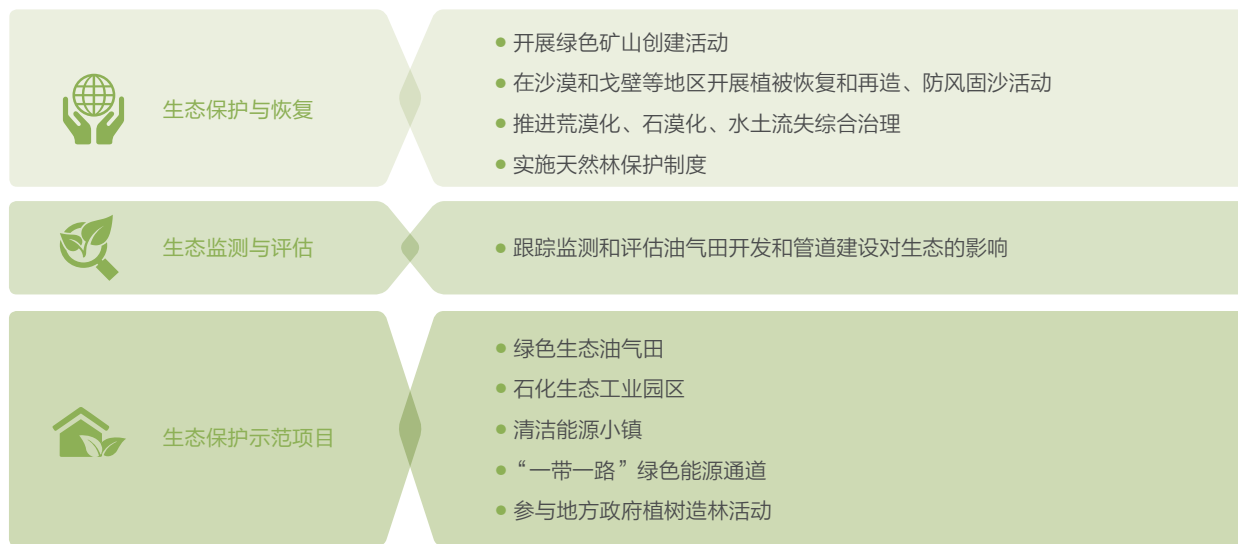 生态保护与恢复
开展绿色矿山创建活动
在沙漠和戈壁等地区开展植被恢复和再造、防风固沙活动
推进荒漠化、石漠化、水土流失综合治理
实施天然林保护制度
生态监测与评估
跟踪监测和评估油气田开发和管道建设对生态的影响
生态保护示范项目
绿色生态油气田
石化生态工业园区
清洁能源小镇
“一带一路”绿色能源通道
参与地方政府植树造林活动